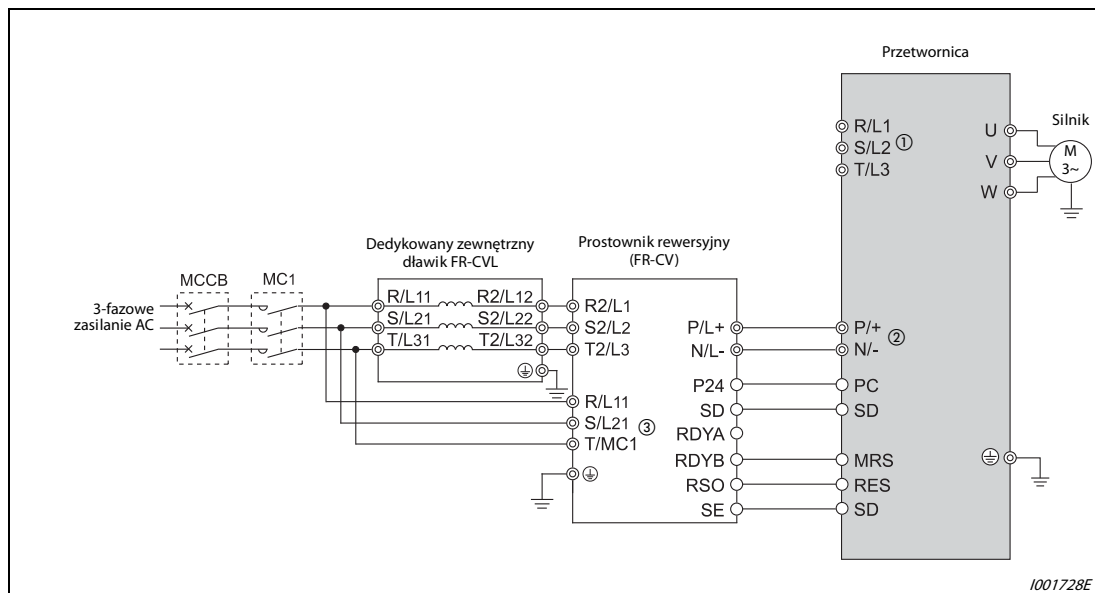 Przetwornica
R/L1
S/L2 ①
T/L3
U
V
W
Silnik
M
3~
Dedykowany zewnętrzny
dławik FR-CVL
Prostownik rewersyjny
(FR-CV)
MCCB
MC1
3-fazowe
zasilanie AC
R/L11 R2/L12
S/L21 S2/L22
T/L31 T2/L32
R2/L1
S2/L2
T2/L3
R/L11
S/L21 ③
T/MC1
P/L+
N/L-
P24
SD
RDYA
RDYB
RSO
SE
P/+
N/- ②
PC
SD
MRS
RES
SD
I001728E